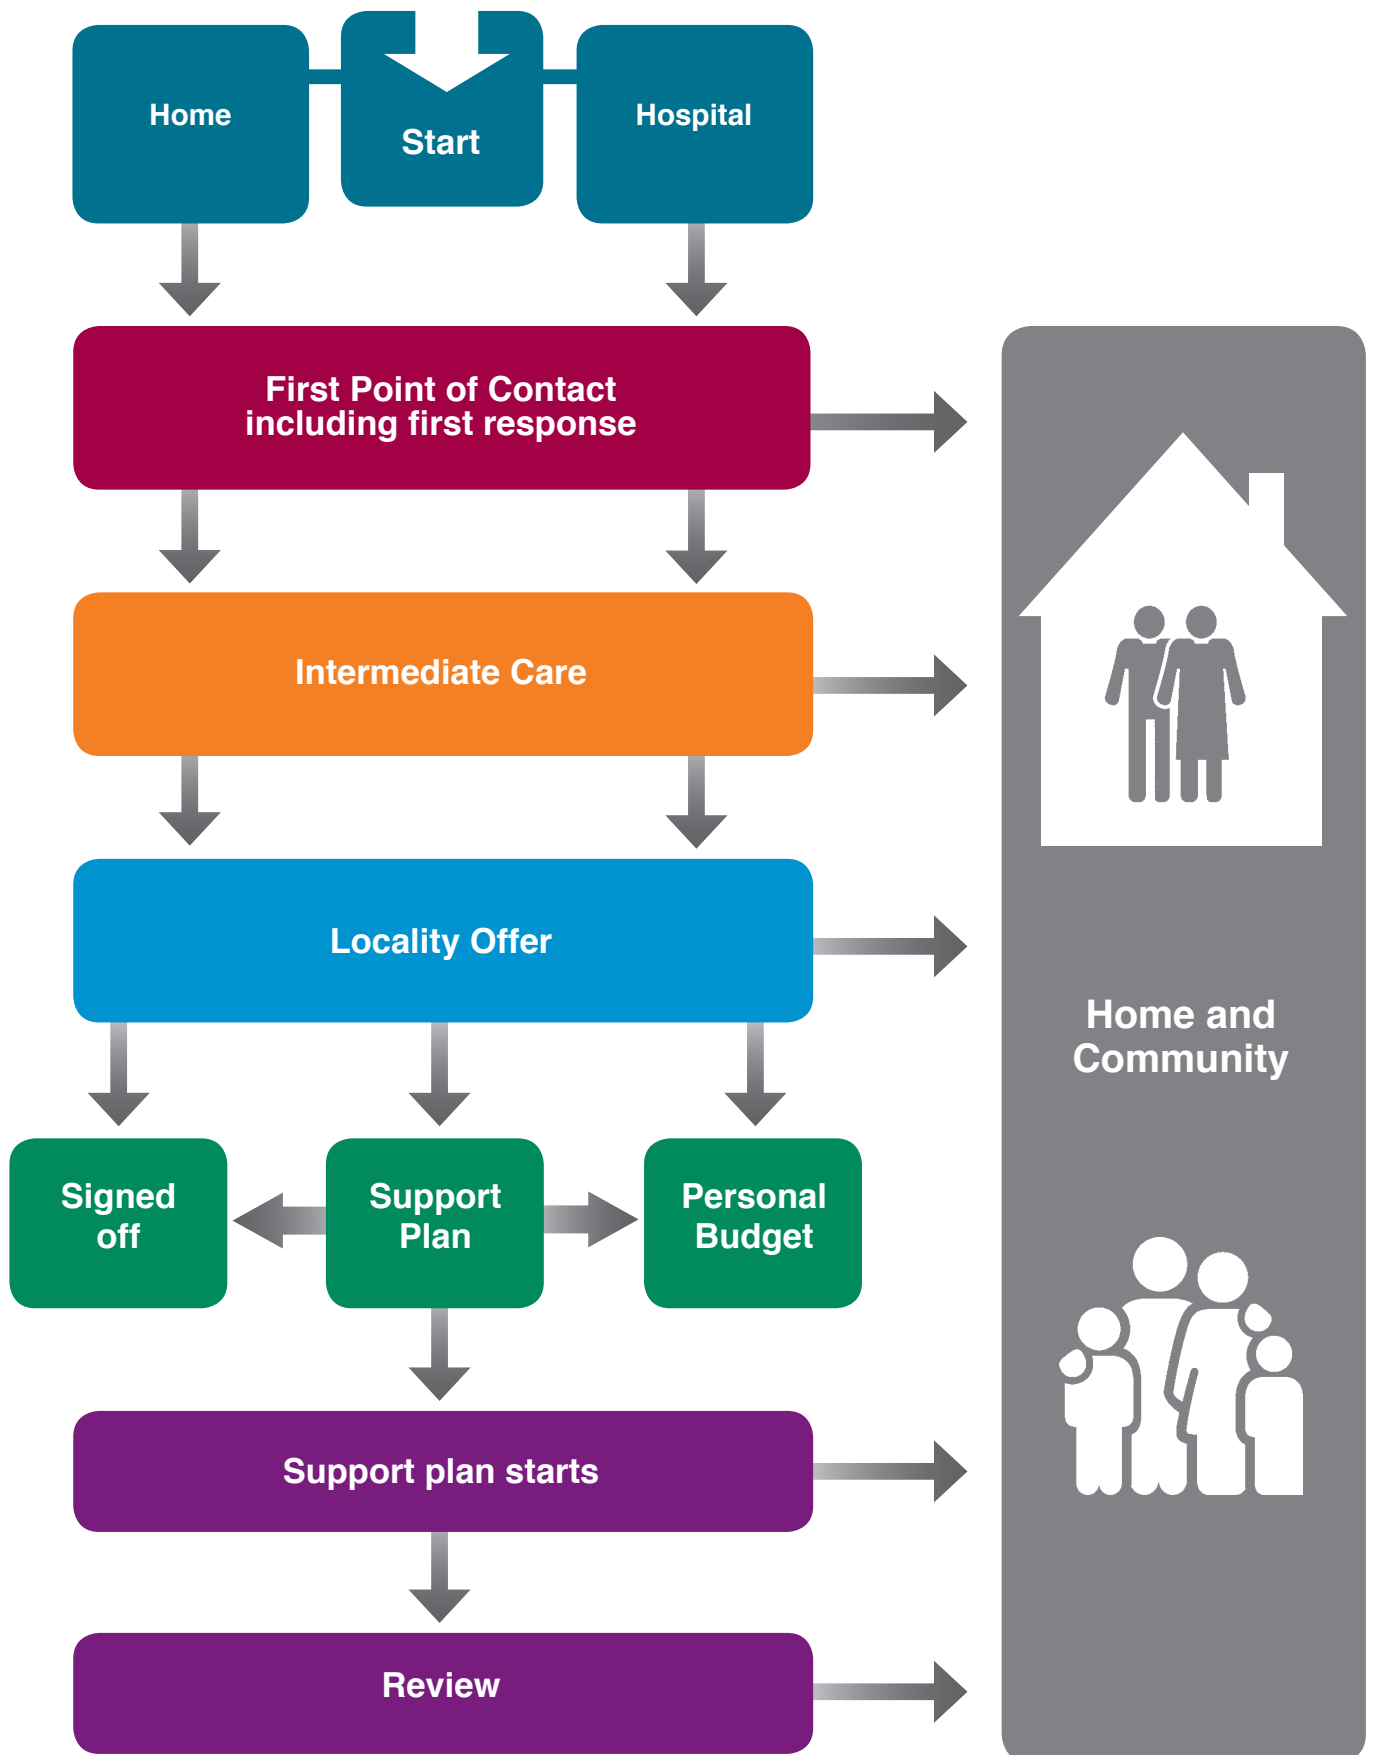 Home
Start
Hospital
First Point of Contact
including first response
Intermediate Care
Locality Offer
Home and
Community
Signed
off
Support
Plan
Personal
Budget
Support plan starts
Review